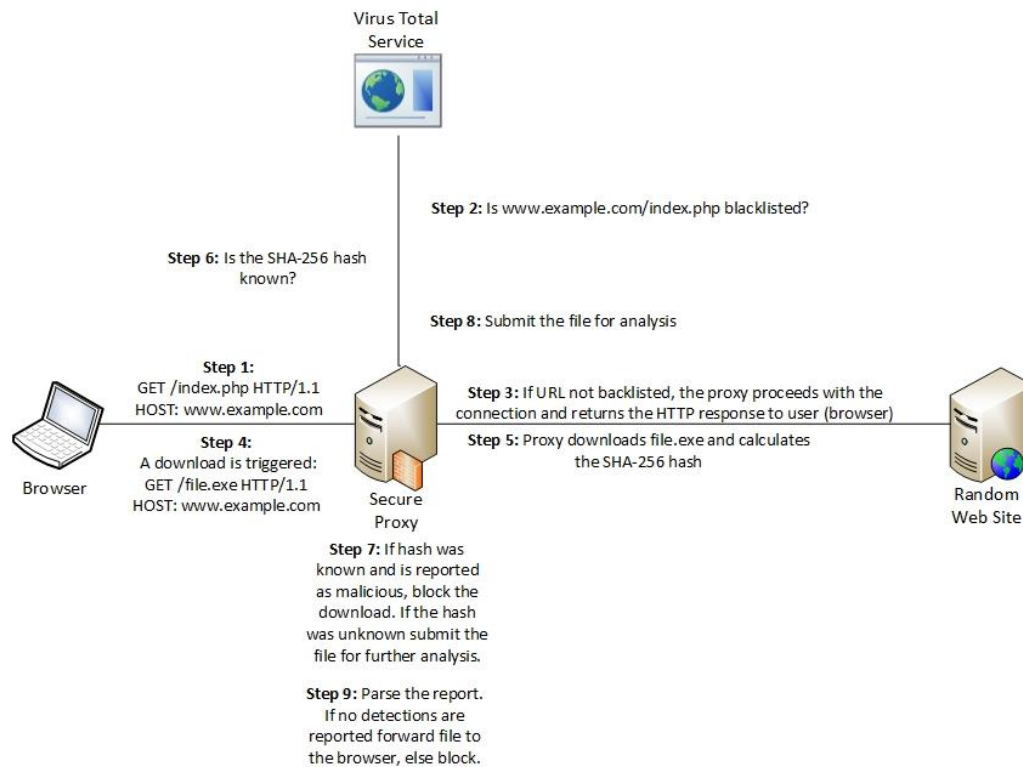 Virus Total
Service
Step 2: Is www.example.com/index.php blacklisted?
Step 6: Is the SHA-256 hash
known?
Step 8: Submit the file for analysis
Step 1:
GET /index.php HTTP/1.1
HOST: www.example.com
Step 4:
A download is triggered:
GET /file.exe HTTP/1.1
HOST: www.example.com
Browser
Step 3: If URL not backlisted, the proxy proceeds with the
connection and returns the HTTP response to user (browser)
Step 5: Proxy downloads file.exe and calculates
the SHA-256 hash
Secure
Proxy
Random
Web Site
Step 7: If hash was
known and is reported
as malicious, block the
download. If the hash
was unknown submit the
file for further analysis.
Step 9: Parse the report.
If no detections are
reported forward file to
the browser, else block.